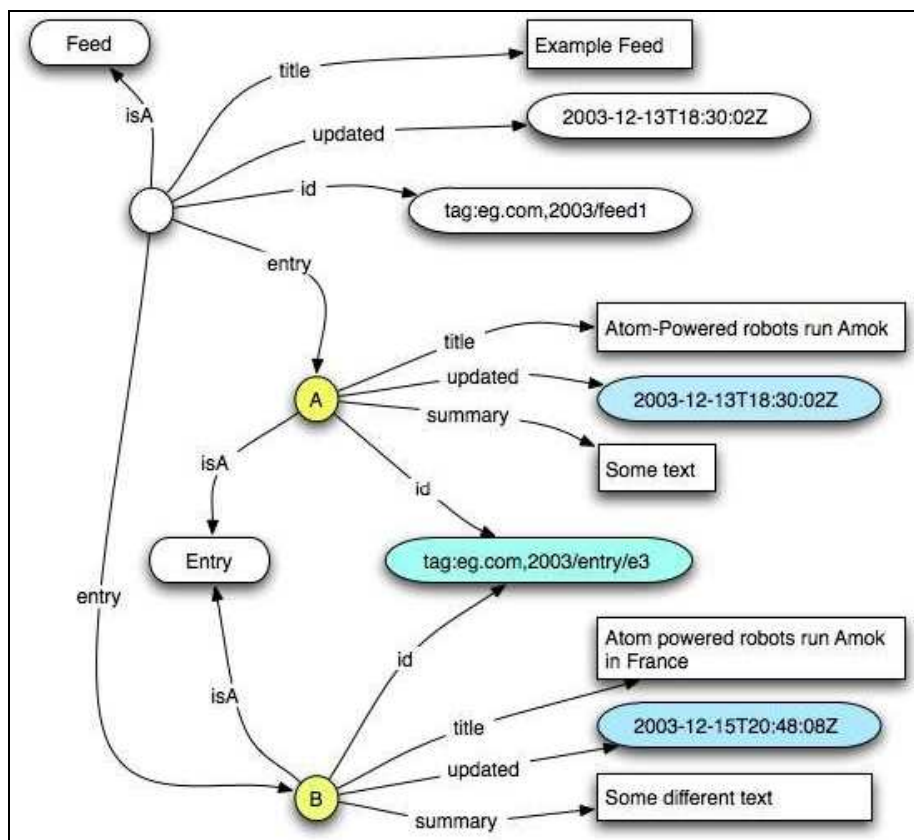 Feed
title
Example Feed
isA
updated
2003-12-13T18:30:02Z
id
tag:eg.com,2003/feed1
entry
title
Atom-Powered robots run Amok
updated
A
2003-12-13T18:30:02Z
summary
isA
Some text
id
Entry
tag:eg.com,2003/entry/e3
entry
Atom powered robots run Amok
in France
id
isA
title
2003-12-15T20:48:08Z
updated
B
Some different text
summary